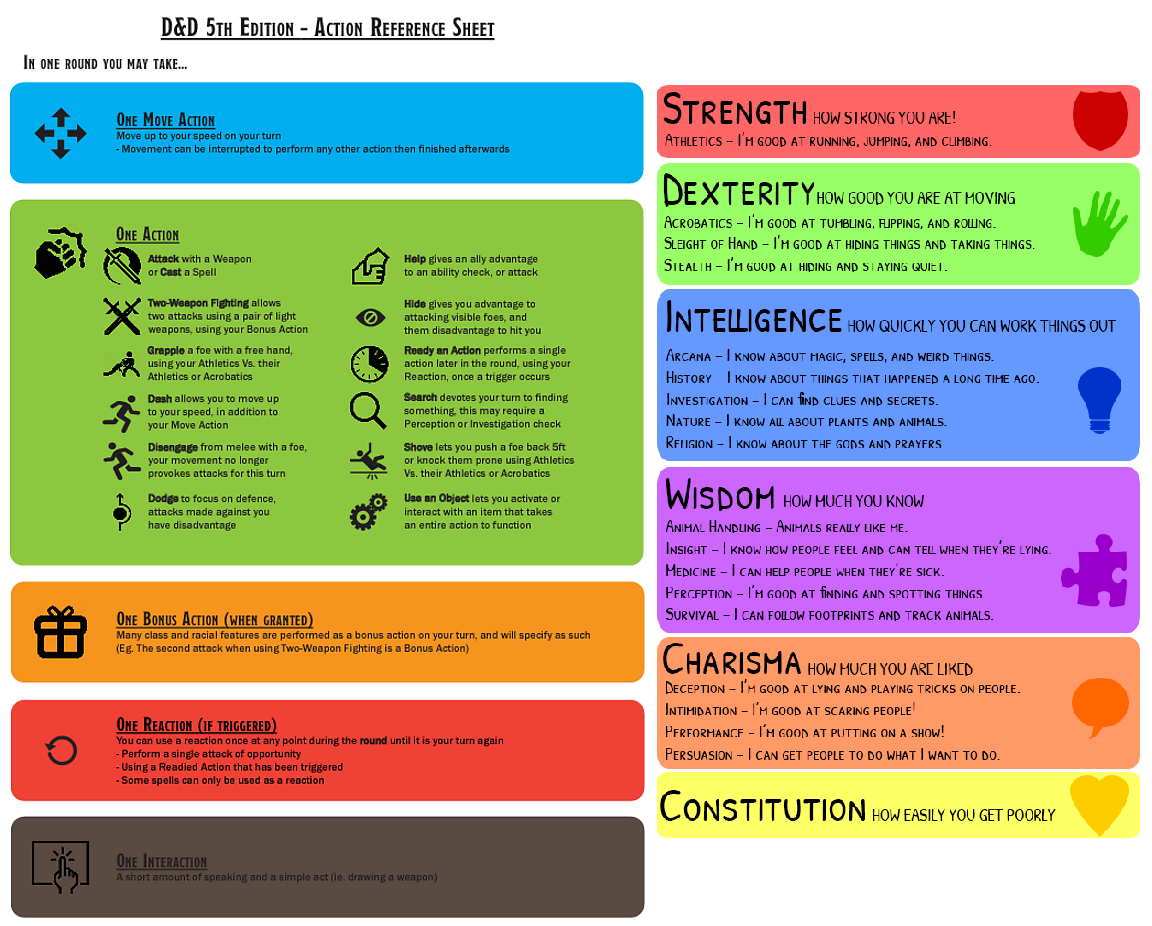 D&D 5th Edition - Action Reference Sheet
In one round you may take...
One Move Action
Move up to your speed on your turn
- Movement can be interrupted to perform any other action then finished afterwards
One Action
Attack with a Weapon
or Cast a Spell
Two-Weapon Fighting allows
two attacks using a pair of light
weapons, using your Bonus Action
Grapple a foe with a free hand,
using your Athletics Vs. their
Athletics or Acrobatics
Dash allows you to move up
to your speed, in addition to
your Move Action
Disengage from melee with a foe,
your movement no longer
provokes attacks for this turn
Dodge to focus on defence,
attacks made against you
have disadvantage
Help gives an ally advantage
to an ability check, or attack
Hide gives you advantage to
attacking visible foes, and
them disadvantage to hit you
Ready an Action performs a single
action later in the round, using your
Reaction, once a trigger occurs
Search devotes your turn to finding
something, this may require a
Perception or Investigation check
Shove lets you push a foe back 5ft
or knock them prone using Athletics
Vs. their Athletics or Acrobatics
Use an Object lets you activate or
interact with an item that takes
an entire action to function
One Bonus Action (when granted)
Many class and racial features are performed as a bonus action on your turn, and will specify as such
(Eg. The second attack when using Two-Weapon Fighting is a Bonus Action)
One Reaction (if triggered)
You can use a reaction once at any point during the round until it is your turn again
- Perform a single attack of opportunity
- Using a Readied Action that has been triggered
- Some spells can only be used as a reaction
One Interaction
A short amount of speaking and a simple act (ie. drawing a weapon)
Strength how strong you are!
Athletics – I'm good at running, jumping, and climbing.
Dexterity how good you are at moving
Acrobatics – I'm good at tumbling, flipping, and rolling.
Sleight of Hand – I'm good at hiding things and taking things.
Stealth – I'm good at hiding and staying quiet.
Intelligence how quickly you can work things out
Arcana – I know about magic, spells, and weird things.
History – I know about things that happened a long time ago.
Investigation – I can find clues and secrets.
Nature – I know all about plants and animals.
Religion – I know about the gods and prayers
Wisdom how much you know
Animal Handling – Animals really like me.
Insight – I know how people feel and can tell when they're lying.
Medicine – I can help people when they're sick.
Perception – I'm good at finding and spotting things
Survival – I can follow footprints and track animals.
Charisma how much you are liked
Deception – I'm good at lying and playing tricks on people.
Intimidation – I'm good at scaring people!
Performance – I'm good at putting on a show!
Persuasion – I can get people to do what I want to do.
Constitution how easily you get poorly